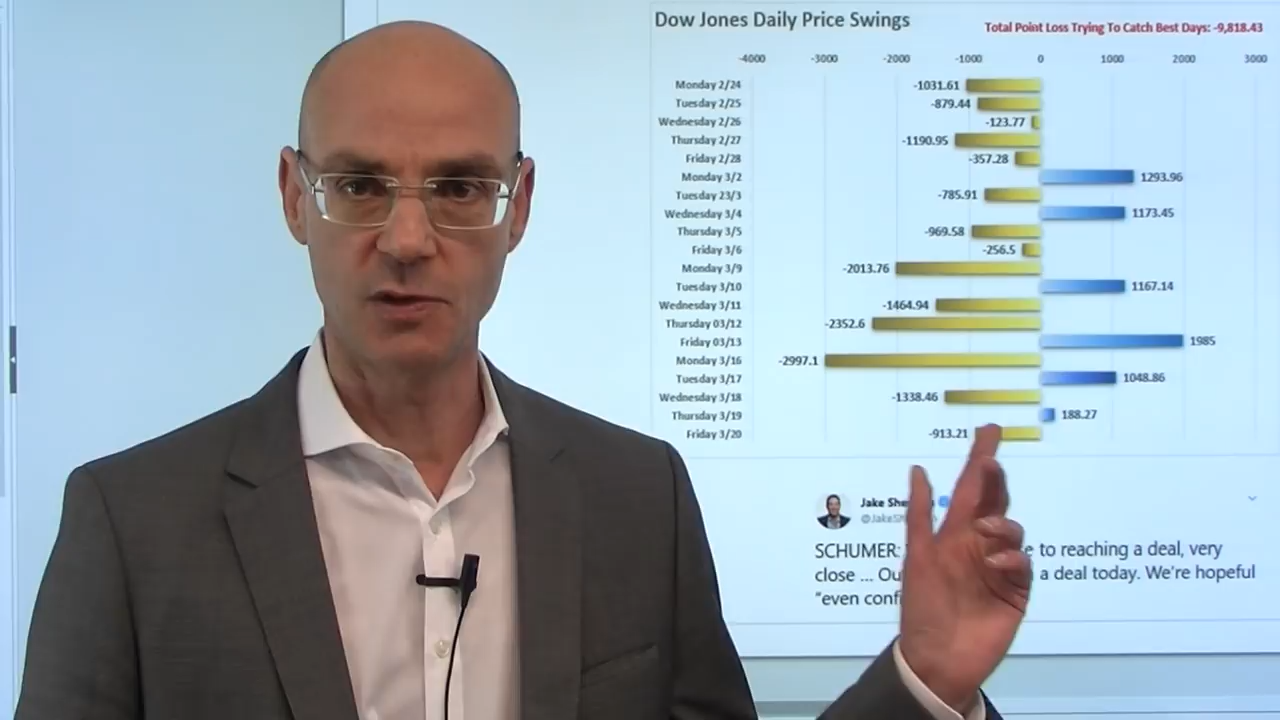 Dow Jones Daily Price Swings
Total Point Loss Trying To Catch Best Days: -9,818.43
-4000 -3000 -2000 -1000 0 1000 2000 3000
Monday 2/24 -1031.61
Tuesday 2/25 -879.44
Wednesday 2/26 -123.77
Thursday 2/27 -1190.95
Friday 2/28 -357.28
Monday 3/2 1293.96
Tuesday 23/3 -785.91
Wednesday 3/4 1173.45
Thursday 3/5 -969.58
Friday 3/6 -256.5
Monday 3/9 -2013.76
Tuesday 3/10 1167.14
Wednesday 3/11 -1464.94
Thursday 03/12 -2352.6
Friday 03/13 1985
Monday 3/16 -2997.1
Tuesday 3/17 1048.86
Wednesday 3/18 -1338.46
Thursday 3/19 188.27
Friday 3/20 -913.21
Jake She
@JakeSh
SCHUMER: e to reaching a deal, very
close ... Ou a deal today. We're hopeful
"even conf